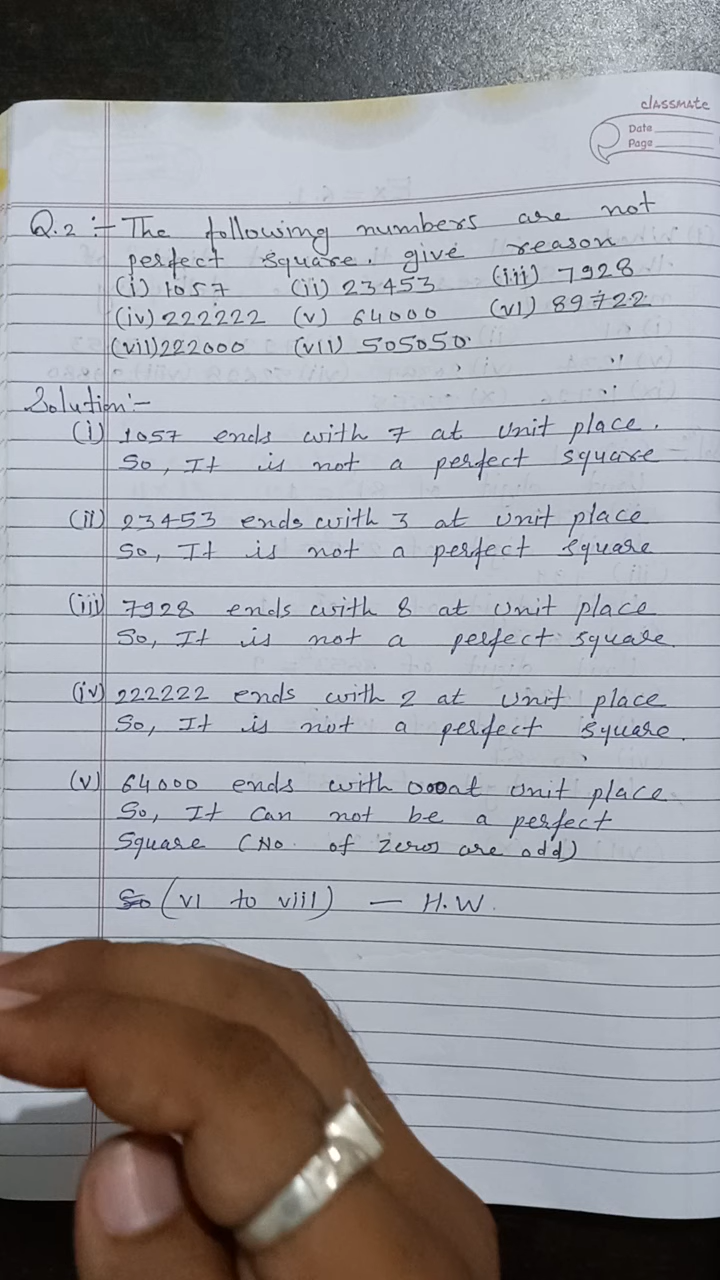 classmate
Date
Page
Q.2 :- The following numbers are not
perfect square. give reason
(i) 1057 (ii) 23453 (iii) 7928
(iv) 222222 (v) 64000 (vi) 89722
(vii) 222000 (viii) 505050
Solution:-
(i) 1057 ends with 7 at unit place.
So, It is not a perfect square
(ii) 23453 ends with 3 at unit place
So, It is not a perfect square
(iii) 7928 ends with 8 at unit place
So, It is not a perfect square.
(iv) 222222 ends with 2 at unit place
So, It is not a perfect square.
(v) 64000 ends with 000 at unit place
So, It can not be a perfect
Square (No. of zeros are odd)
(vi to viii) — H.W.